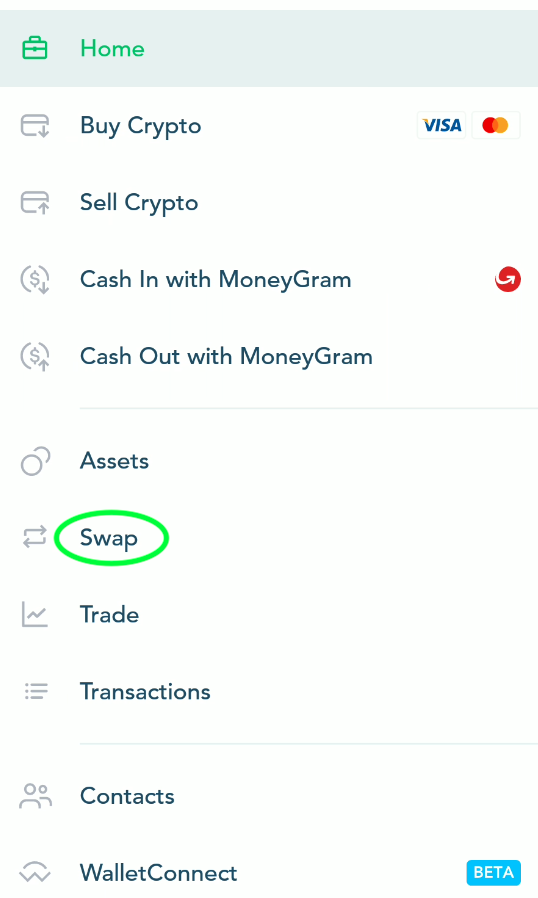 Home
Buy Crypto VISA
Sell Crypto
Cash In with MoneyGram
Cash Out with MoneyGram
Assets
Swap
Trade
Transactions
Contacts
WalletConnect BETA